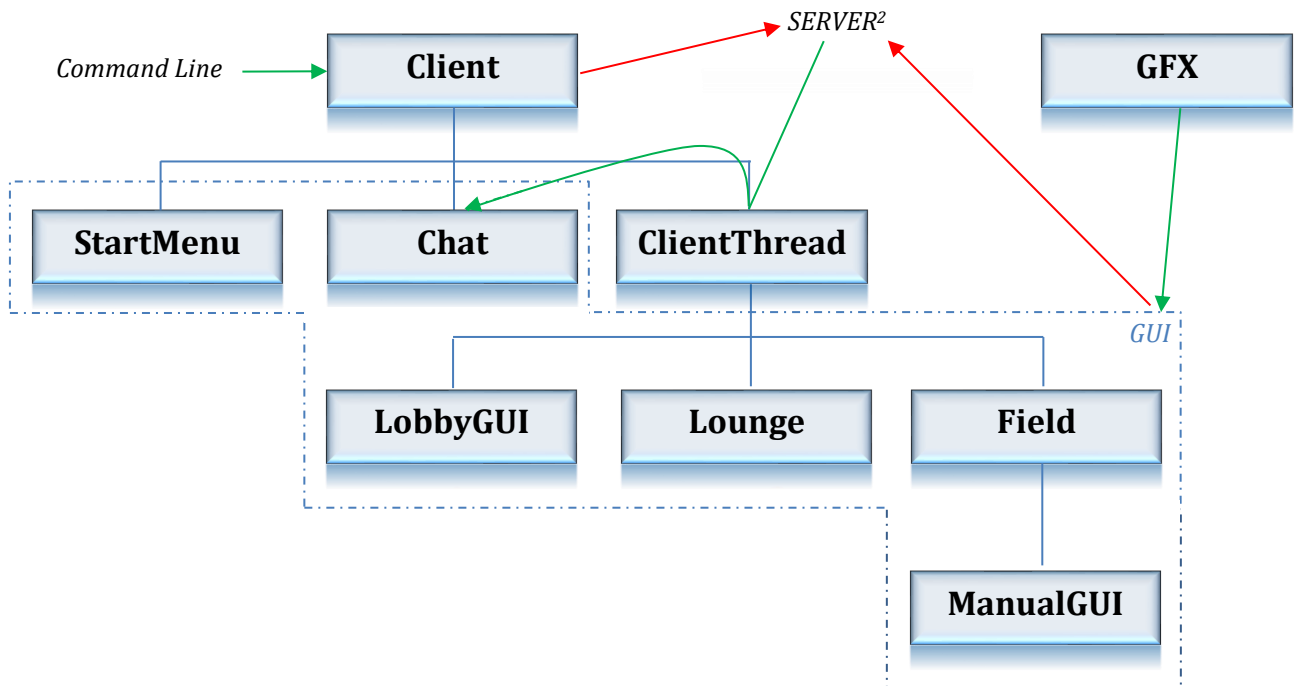 SERVER²
Command Line
Client
GFX
StartMenu
Chat
ClientThread
GUI
LobbyGUI
Lounge
Field
ManualGUI